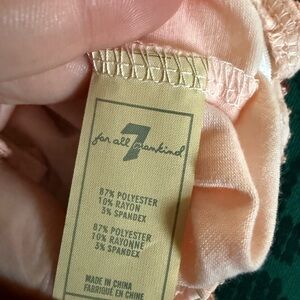 7
for all mankind
87% POLYESTER
10% RAYON
3% SPANDEX
87% POLYESTER
10% RAYONNE
3% SPANDEX
MADE IN CHINA
FABRIQUÉ EN CHINE